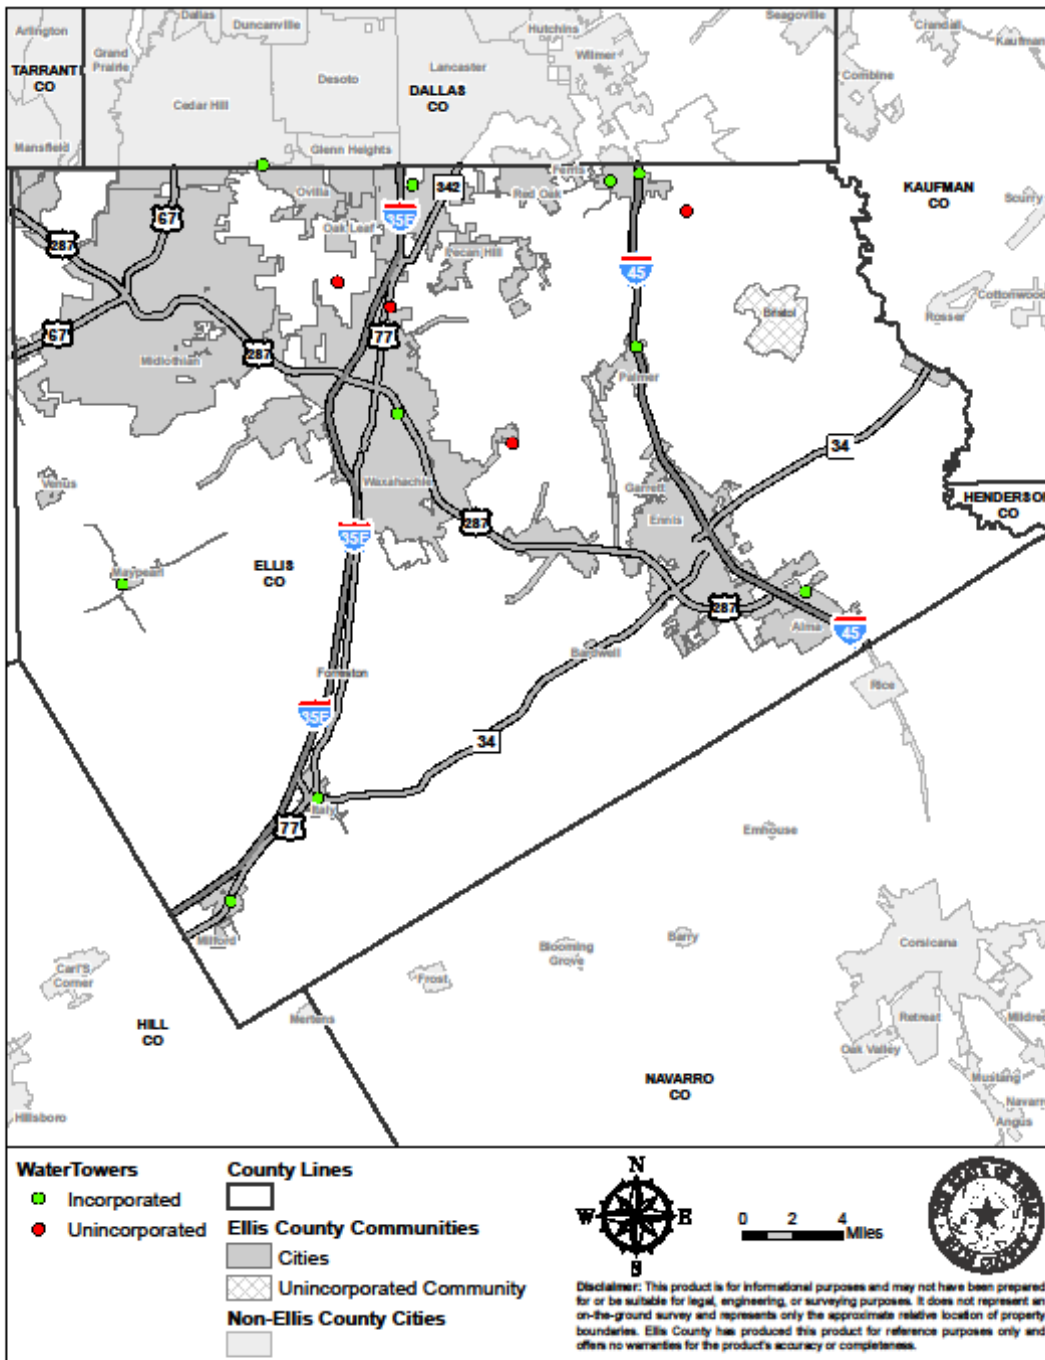 Arlington
Dallas
Duncanville
Hutchins
Seagoville
Crandall
Kaufman
Grand
Prairie
TARRANT
CO
Desoto
Lancaster
Wilmer
Combine
DALLAS
CO
Cedar Hill
Mansfield
Glenn Heights
Ferris
KAUFMAN
CO
Ovilla
342
Red Oak
Scurry
67
35E
Oak Leaf
287
Pecan Hill
45
Cottonwood
Rosser
Bristol
67
77
287
Midlothian
Palmer
34
Venus
Waxahachie
Garrett
Ennis
HENDERSON
CO
287
35E
ELLIS
CO
Maypearl
287
Alma
45
Bardwell
Forreston
Rice
35E
34
Italy
77
Emhouse
Milford
Barry
Blooming
Grove
Corsicana
Carl'S
Corner
Frost
HILL
CO
Mertens
Retreat
Mildred
Oak Valley
NAVARRO
CO
Mustang
Navarro
Angus
Hillsboro
WaterTowers
Incorporated
Unincorporated
County Lines
Ellis County Communities
Cities
Unincorporated Community
Non-Ellis County Cities
N
W E
S
0 2 4
Miles
Disclaimer: This product is for informational purposes and may not have been prepared
for or be suitable for legal, engineering, or surveying purposes. It does not represent an
on-the-ground survey and represents only the approximate relative location of property
boundaries. Ellis County has produced this product for reference purposes only and
offers no warranties for the product's accuracy or completeness.